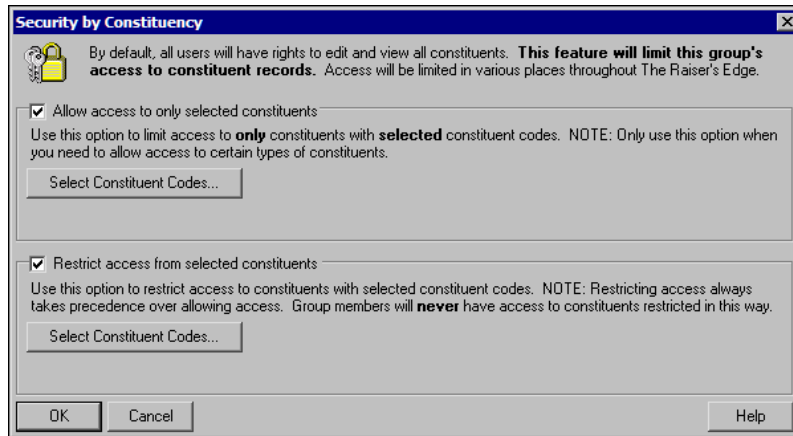 Security by Constituency
By default, all users will have rights to edit and view all constituents. This feature will limit this group's
access to constituent records. Access will be limited in various places throughout The Raiser's Edge.
Allow access to only selected constituents
Use this option to limit access to only constituents with selected constituent codes. NOTE: Only use this option when
you need to allow access to certain types of constituents.
Select Constituent Codes...
Restrict access from selected constituents
Use this option to restrict access to constituents with selected constituent codes. NOTE: Restricting access always
takes precedence over allowing access. Group members will never have access to constituents restricted in this way.
Select Constituent Codes...
OK Cancel Help